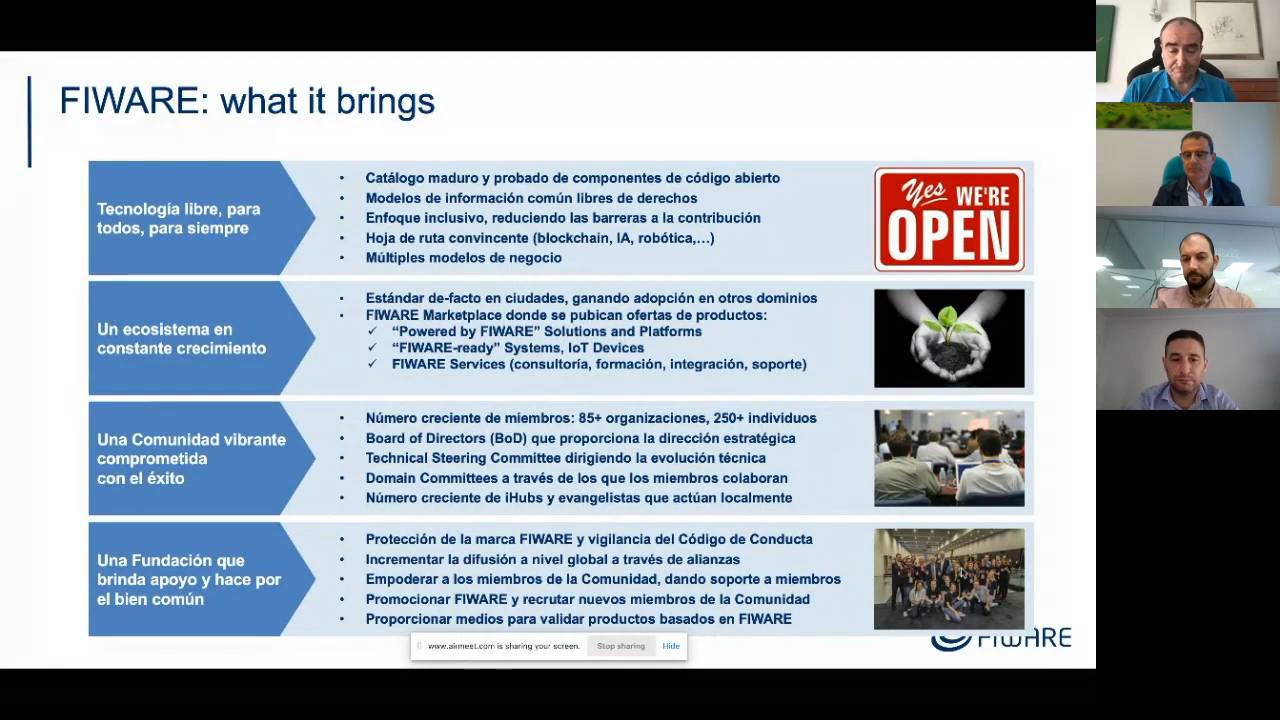 FIWARE: what it brings
Tecnología libre, para
todos, para siempre
• Catálogo maduro y probado de componentes de código abierto
• Modelos de información común libres de derechos
• Enfoque inclusivo, reduciendo las barreras a la contribución
• Hoja de ruta convincente (blockchain, IA, robótica,...)
• Múltiples modelos de negocio
Yes WE'RE
OPEN
Un ecosistema en
constante crecimiento
• Estándar de-facto en ciudades, ganando adopción en otros dominios
• FIWARE Marketplace donde se pubican ofertas de productos:
✓ “Powered by FIWARE” Solutions and Platforms
✓ “FIWARE-ready” Systems, IoT Devices
✓ FIWARE Services (consultoría, formación, integración, soporte)
Una Comunidad vibrante
comprometida
con el éxito
• Número creciente de miembros: 85+ organizaciones, 250+ individuos
• Board of Directors (BoD) que proporciona la dirección estratégica
• Technical Steering Committee dirigiendo la evolución técnica
• Domain Committees a través de los que los miembros colaboran
• Número creciente de iHubs y evangelistas que actúan localmente
Una Fundación que
brinda apoyo y hace por
el bien común
• Protección de la marca FIWARE y vigilancia del Código de Conducta
• Incrementar la difusión a nivel global a través de alianzas
• Empoderar a los miembros de la Comunidad, dando soporte a miembros
• Promocionar FIWARE y recrutar nuevos miembros de la Comunidad
• Proporcionar medios para validar productos basados en FIWARE
www.airmeet.com is sharing your screen. Stop sharing Hide
FIWARE